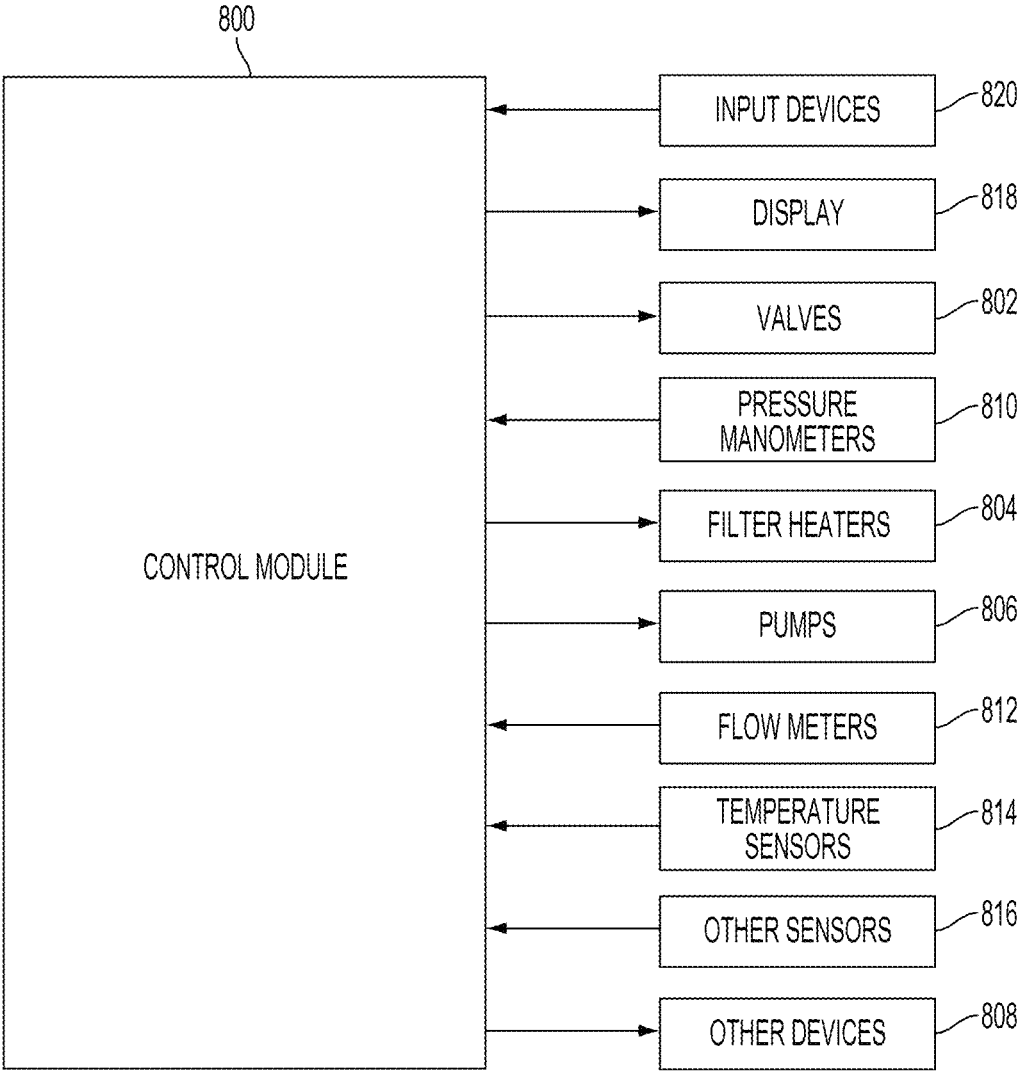 800
INPUT DEVICES
820
DISPLAY
818
VALVES
802
PRESSURE
MANOMETERS
810
FILTER HEATERS
804
CONTROL MODULE
PUMPS
806
FLOW METERS
812
TEMPERATURE
SENSORS
814
OTHER SENSORS
816
OTHER DEVICES
808